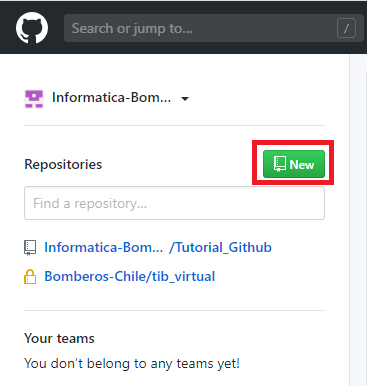 Search or jump to... /
Informatica-Bom...
Repositories New
Find a repository...
Informatica-Bom... /Tutorial_Github
Bomberos-Chile/tib_virtual
Your teams
You don't belong to any teams yet!